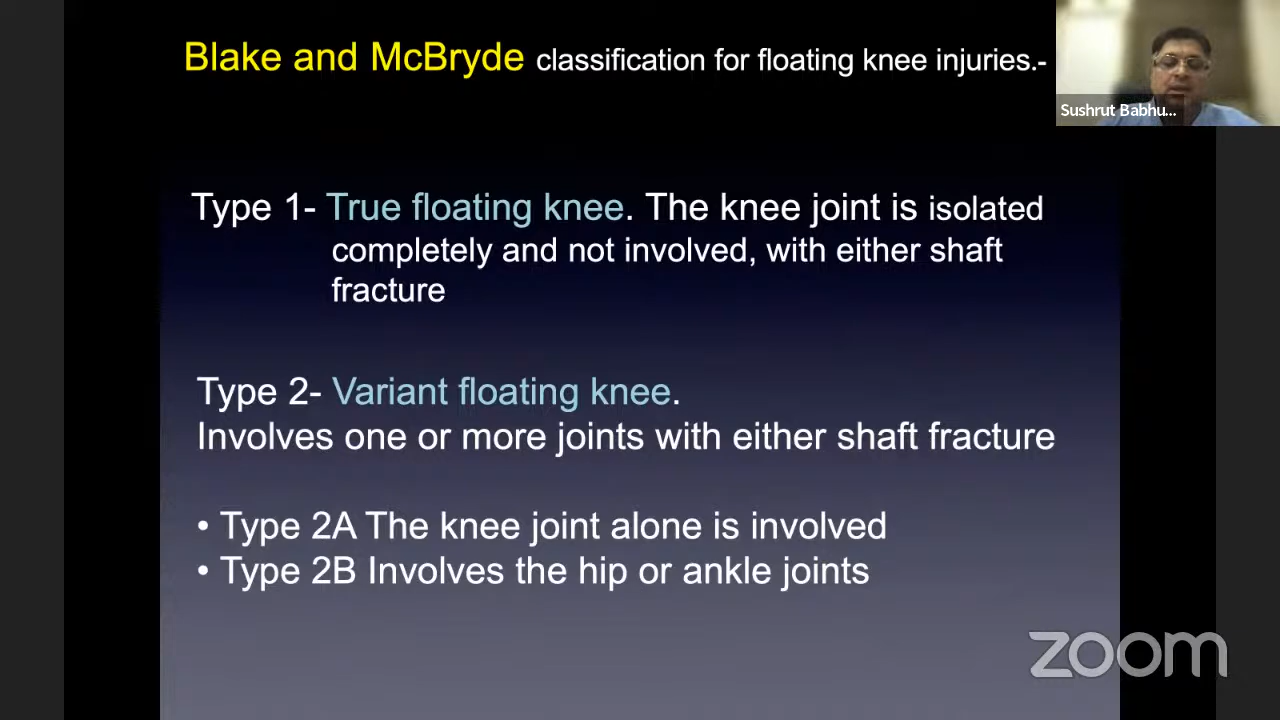 Blake and McBryde classification for floating knee injuries.-
Sushrut Babhu...
Type 1- True floating knee. The knee joint is isolated
completely and not involved, with either shaft
fracture
Type 2- Variant floating knee.
Involves one or more joints with either shaft fracture
• Type 2A The knee joint alone is involved
• Type 2B Involves the hip or ankle joints
zoom